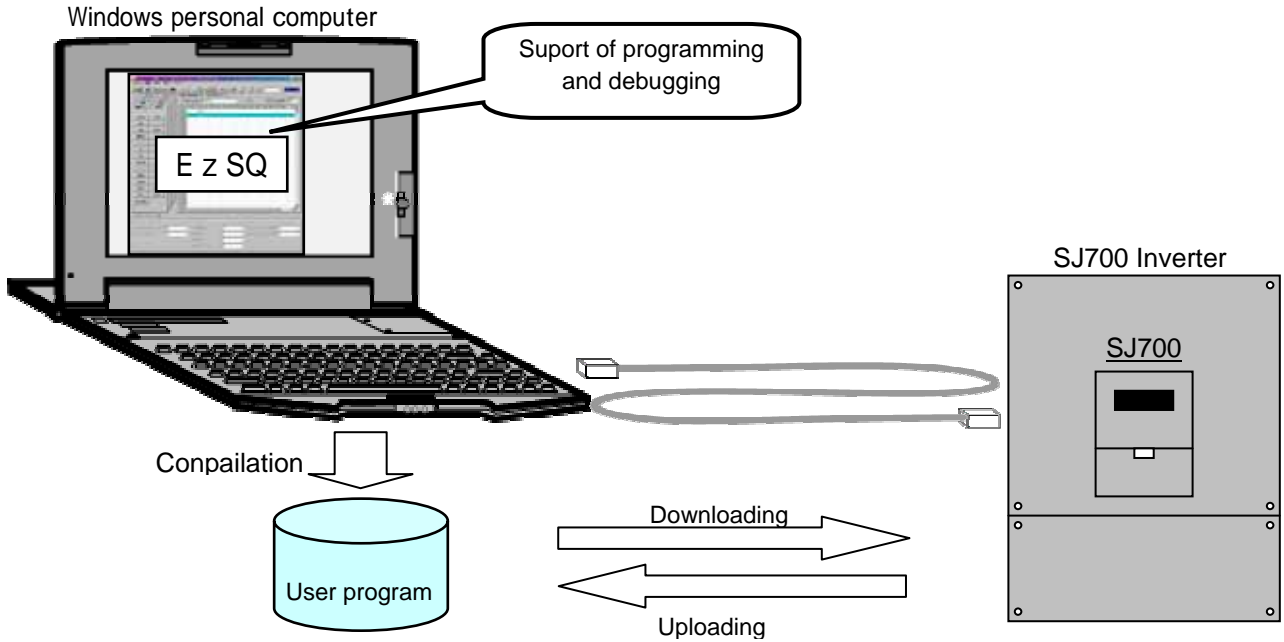 Windows personal computer
Suport of programming
and debugging
E z SQ
SJ700 Inverter
SJ700
Conpailation
Downloading
User program
Uploading